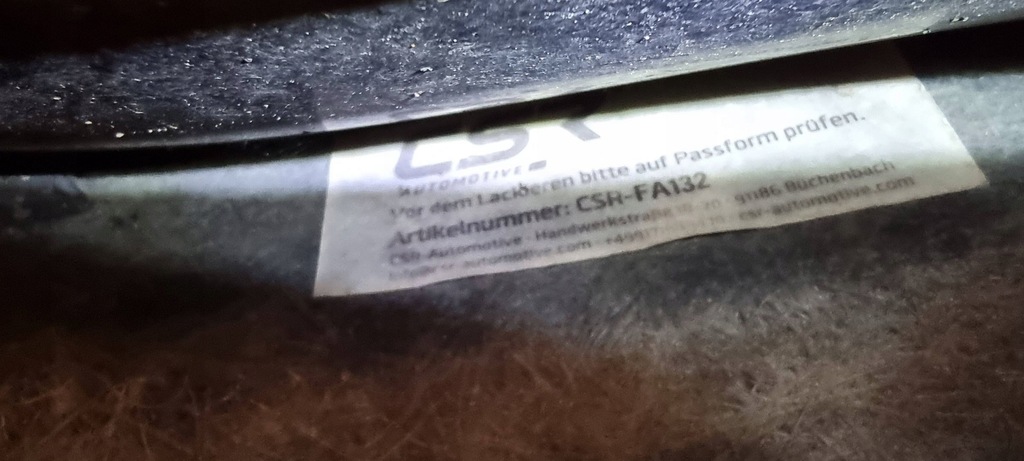 CSR
AUTOMOTIVE
Vor dem Lackieren bitte auf Passform prüfen.
Artikelnummer: CSR-FA132
CSR Automotive · Handwerkstraße 91186 Büchenbach
csr-automotive.com